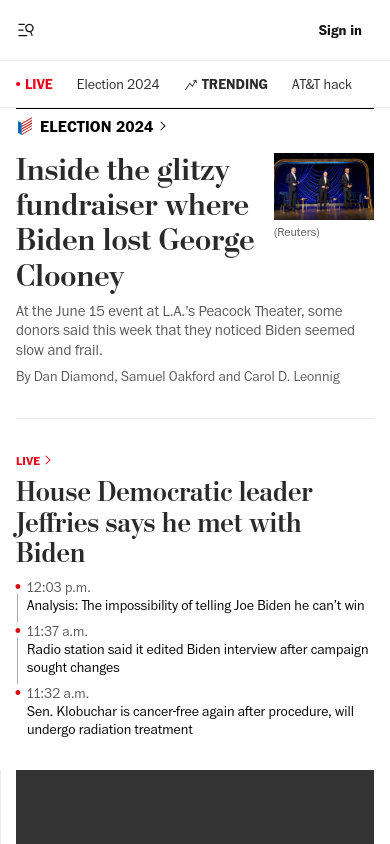 Sign in
LIVE Election 2024 TRENDING AT&T hack
ELECTION 2024
Inside the glitzy
fundraiser where
Biden lost George
Clooney
(Reuters)
At the June 15 event at L.A.’s Peacock Theater, some
donors said this week that they noticed Biden seemed
slow and frail.
By Dan Diamond, Samuel Oakford and Carol D. Leonnig
LIVE
House Democratic leader
Jeffries says he met with
Biden
12:03 p.m.
Analysis: The impossibility of telling Joe Biden he can’t win
11:37 a.m.
Radio station said it edited Biden interview after campaign
sought changes
11:32 a.m.
Sen. Klobuchar is cancer-free again after procedure, will
undergo radiation treatment